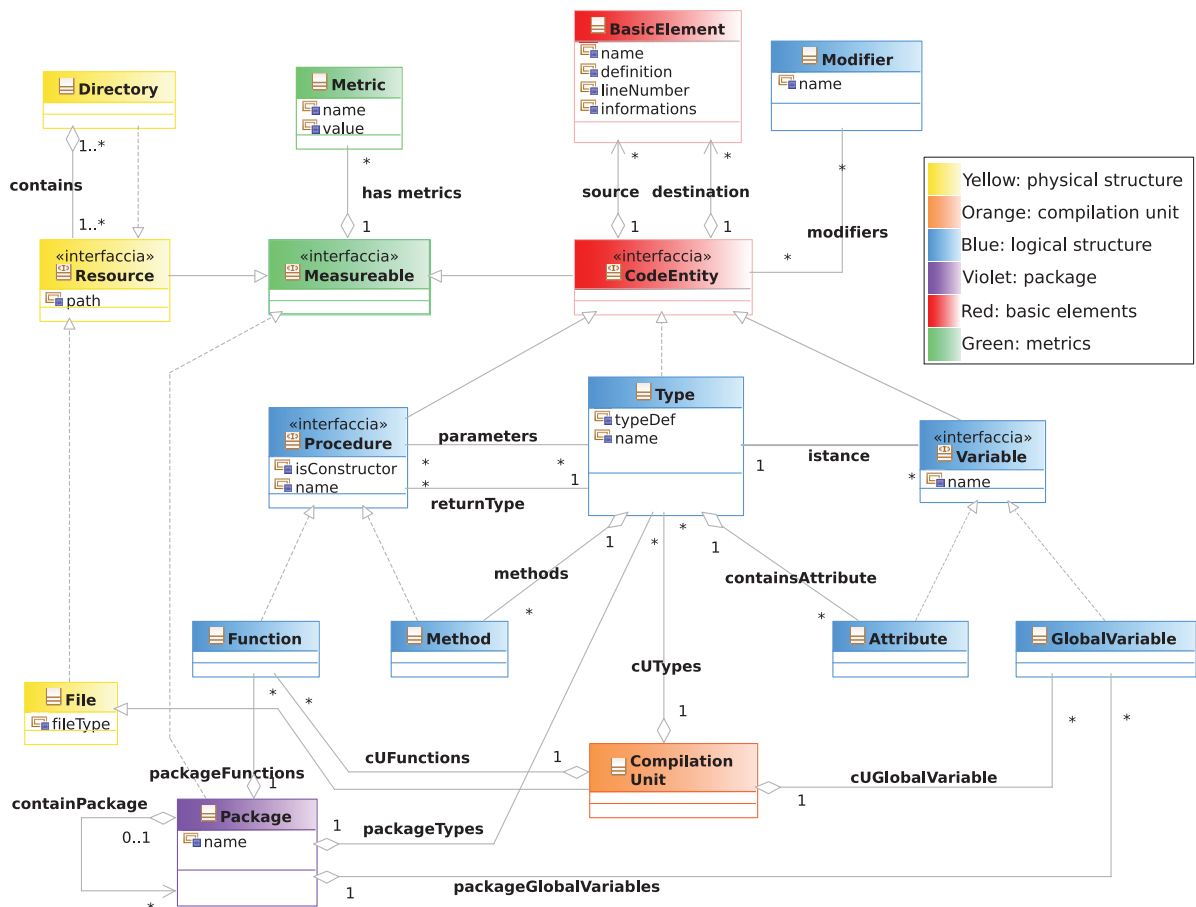 BasicElement
name
definition
lineNumber
informations
Modifier
name
Directory
Metric
name
value
1..*
contains
1..*
*
has metrics
1
*
source
1
*
destination
1
*
modifiers
*
Yellow: physical structure
Orange: compilation unit
Blue: logical structure
Violet: package
Red: basic elements
Green: metrics
«interfaccia»
Resource
path
«interfaccia»
Measureable
«interfaccia»
CodeEntity
Type
typeDef
name
«interfaccia»
Procedure
isConstructor
name
parameters
*
*
*
1
returnType
1
istance
*
«interfaccia»
Variable
name
1
*
*
1
methods
*
containsAttribute
*
Function
Method
Attribute
GlobalVariable
cUTypes
1
File
fileType
*
*
*
*
cUFunctions
1
Compilation
Unit
cUGlobalVariable
1
packageFunctions
1
containPackage
0..1
*
Package
name
1
packageTypes
1
packageGlobalVariables